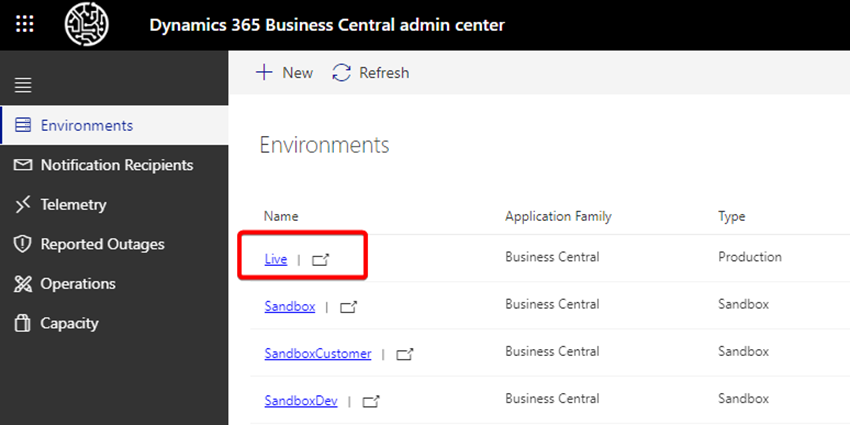 Dynamics 365 Business Central admin center
New Refresh
Environments
Notification Recipients
Telemetry
Reported Outages
Operations
Capacity
Environments
Name Application Family Type
Live | Business Central Production
Sandbox | Business Central Sandbox
SandboxCustomer | Business Central Sandbox
SandboxDev | Business Central Sandbox